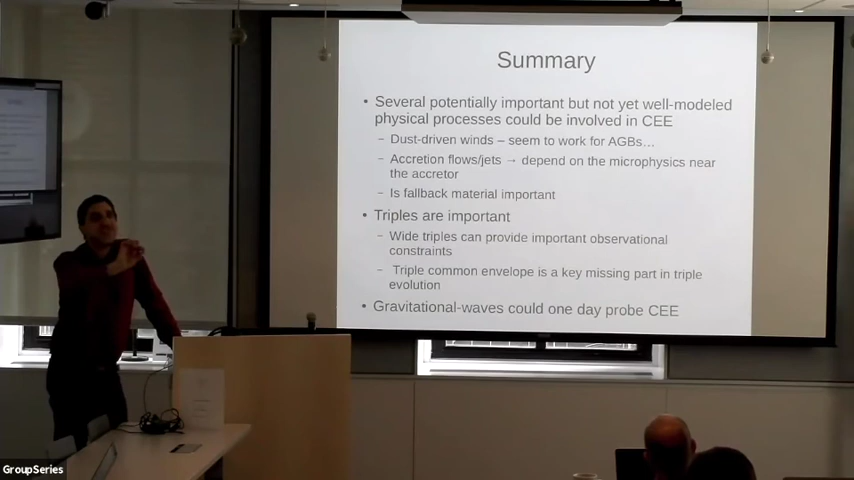 Summary
• Several potentially important but not yet well-modeled
physical processes could be involved in CEE
– Dust-driven winds – seem to work for AGBs…
– Accretion flows/jets → depend on the microphysics near
the accretor
– Is fallback material important
• Triples are important
– Wide triples can provide important observational
constraints
– Triple common envelope is a key missing part in triple
evolution
• Gravitational-waves could one day probe CEE
GroupSeries